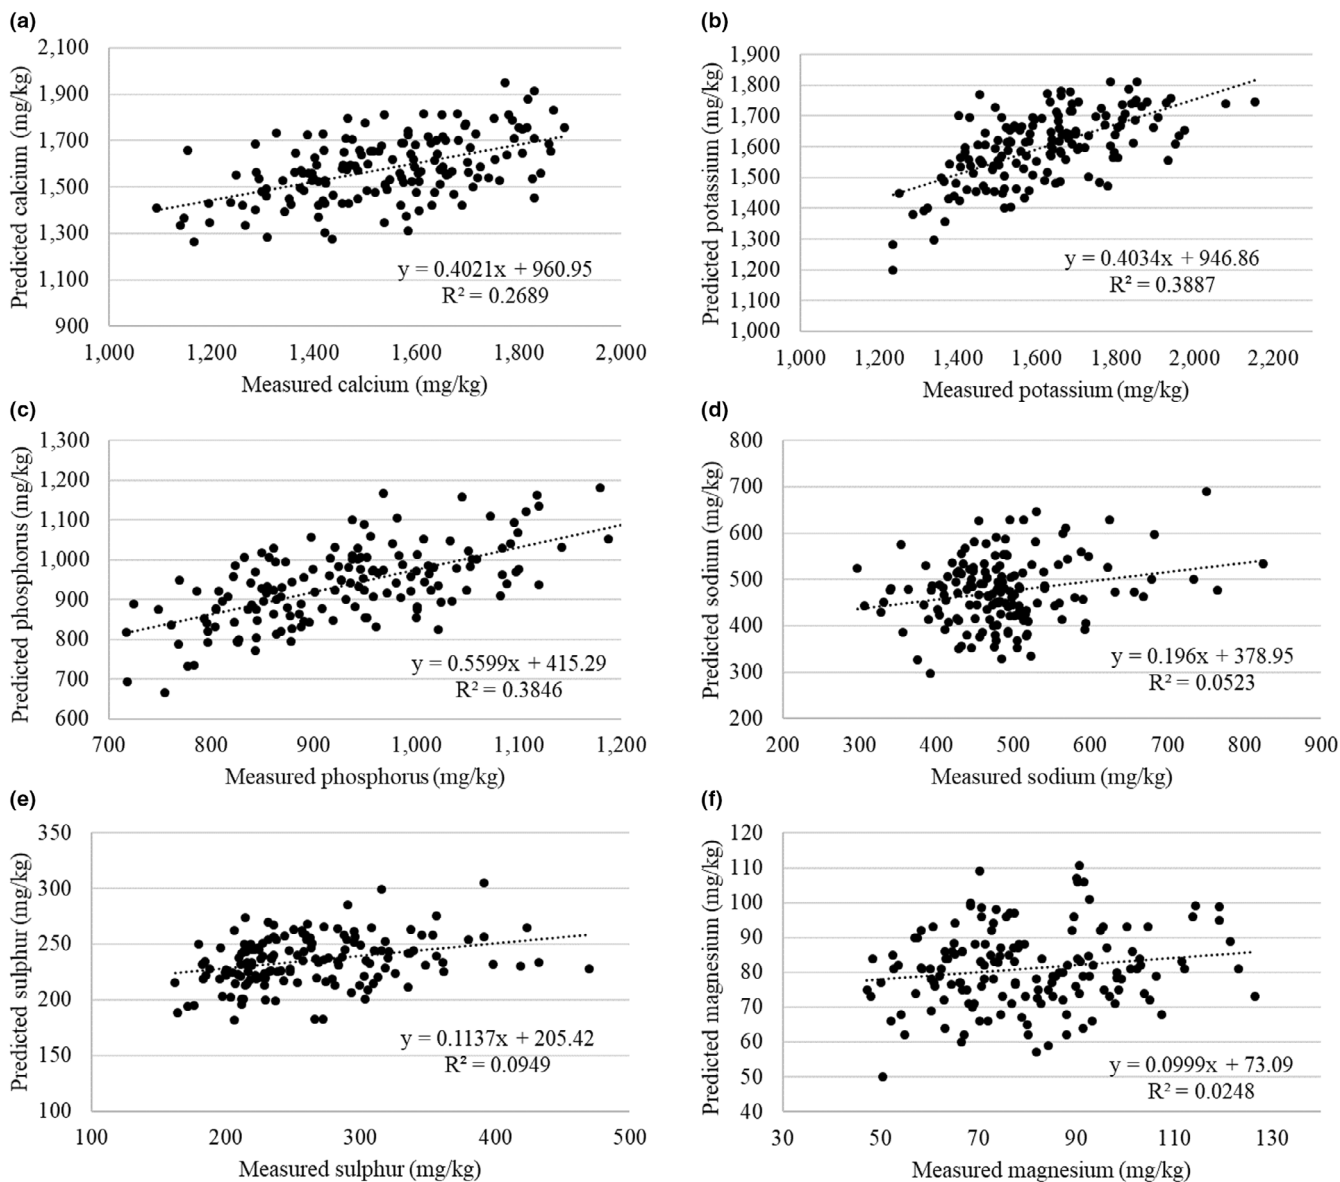 (a)
2,100
1,900
1,700
1,500
1,300
1,100
900
Predicted calcium (mg/kg)
y = 0.4021x + 960.95
R² = 0.2689
1,000 1,200 1,400 1,600 1,800 2,000
Measured calcium (mg/kg)
(b)
1,900
1,800
1,700
1,600
1,500
1,400
1,300
1,200
1,100
1,000
Predicted potassium (mg/kg)
y = 0.4034x + 946.86
R² = 0.3887
1,000 1,200 1,400 1,600 1,800 2,000 2,200
Measured potassium (mg/kg)
(c)
1,300
1,200
1,100
1,000
900
800
700
600
Predicted phosphorus (mg/kg)
y = 0.5599x + 415.29
R² = 0.3846
700 800 900 1,000 1,100 1,200
Measured phosphorus (mg/kg)
(d)
800
700
600
500
400
300
200
Predicted sodium (mg/kg)
y = 0.196x + 378.95
R² = 0.0523
200 300 400 500 600 700 800 900
Measured sodium (mg/kg)
(e)
350
300
250
200
150
100
Predicted sulphur (mg/kg)
y = 0.1137x + 205.42
R² = 0.0949
100 200 300 400 500
Measured sulphur (mg/kg)
(f)
120
110
100
90
80
70
60
50
40
Predicted magnesium (mg/kg)
y = 0.0999x + 73.09
R² = 0.0248
30 50 70 90 110 130
Measured magnesium (mg/kg)